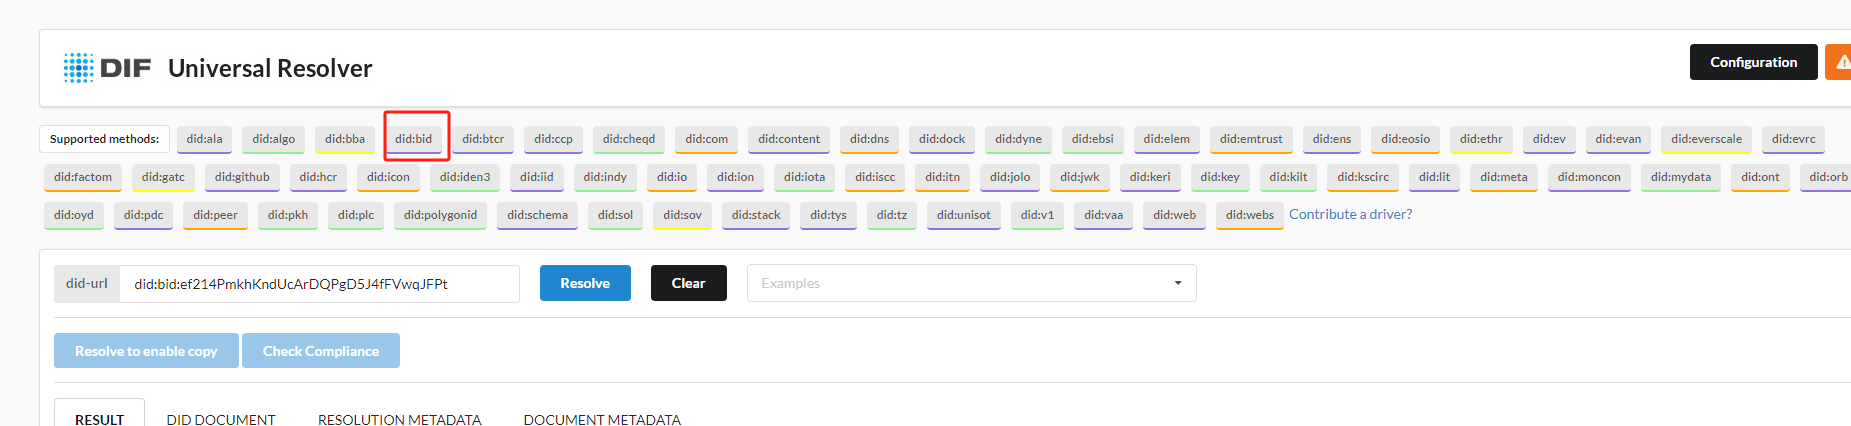 DIF Universal Resolver
Configuration
Supported methods: did:ala did:algo did:bba did:bid did:btcr did:ccp did:cheqd did:com did:content did:dns did:dock did:dyne did:ebsi did:elem did:emtrust did:ens did:eosio did:ethr did:ev did:evan did:everscale did:evrc
did:factom did:gatc did:github did:hcr did:icon did:iden3 did:iid did:indy did:io did:ion did:iota did:iscc did:itn did:jolo did:jwk did:keri did:key did:kilt did:kscirc did:lit did:meta did:moncon did:mydata did:ont did:orb
did:oyd did:pdc did:peer did:pkh did:plc did:polygonid did:schema did:sol did:sov did:stack did:tys did:tz did:unisot did:v1 did:vaa did:web did:webs Contribute a driver?
did-url did:bid:ef214PmkhKndUcArDQPgD5J4fFVwqJFPt Resolve Clear Examples
Resolve to enable copy Check Compliance
RESULT DID DOCUMENT RESOLUTION METADATA DOCUMENT METADATA